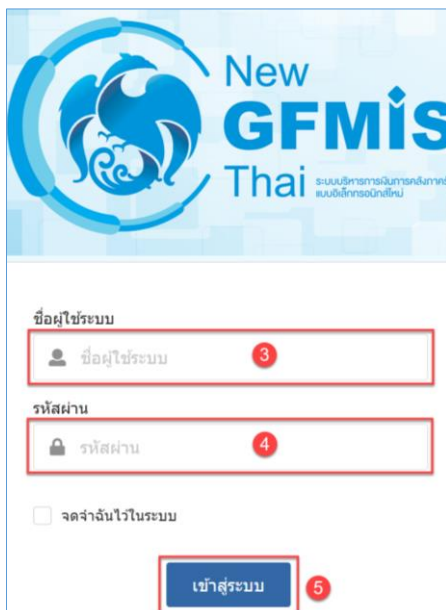 New
GFMIS
Thai ระบบบริหารการเงินการคลังภาครั
แบบอิเล็กทรอนิกส์ใหม่
ชื่อผู้ใช้ระบบ
ชื่อผู้ใช้ระบบ 3
รหัสผ่าน
รหัสผ่าน 4
จดจำฉันไว้ในระบบ
เข้าสู่ระบบ 5